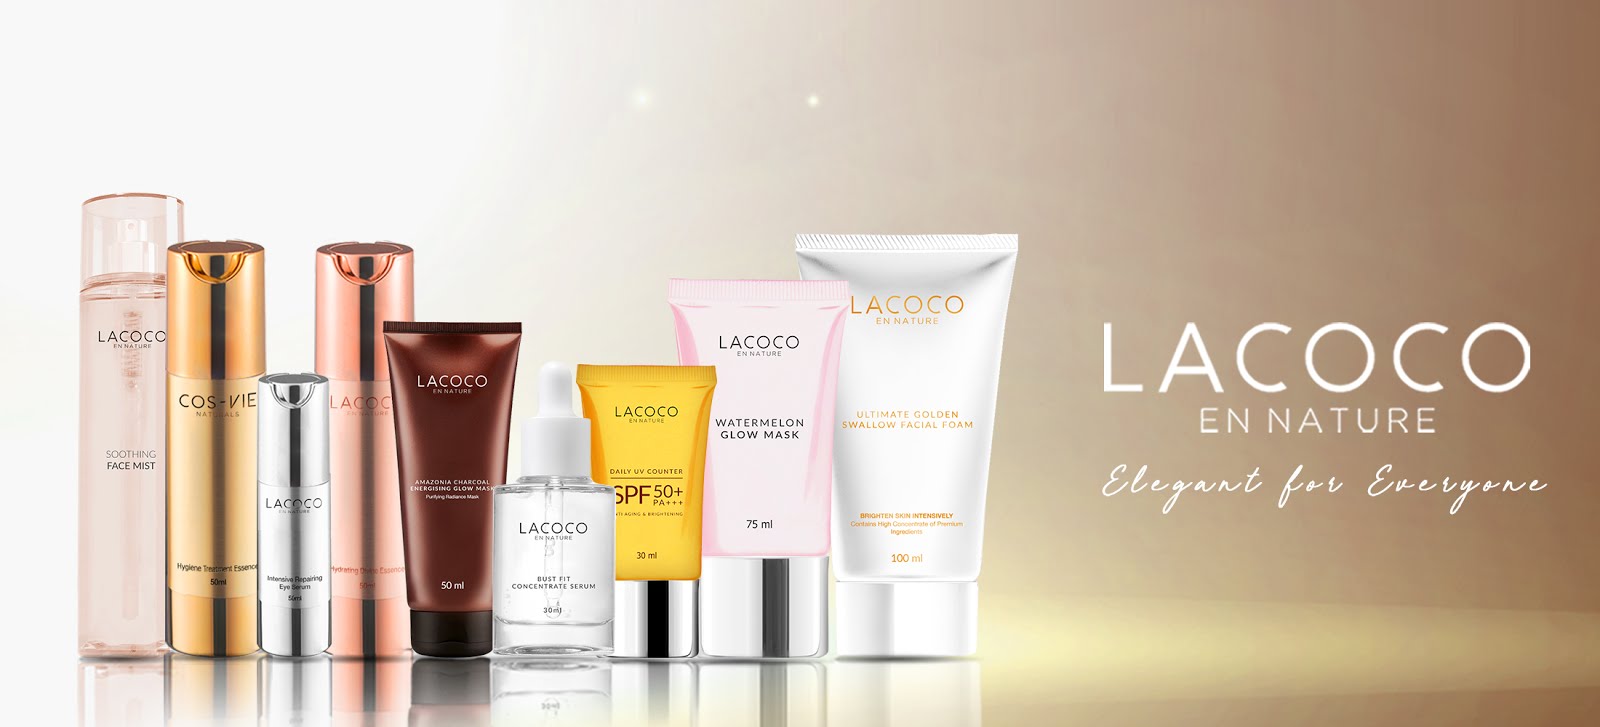 LACOCO
EN NATURE
SOOTHING
FACE MIST
COS-VIE
NATURALS
Hygiene Treatment Essence
50ml
LACOCO
EN NATURE
Intensive Repairing
Eye Serum
50ml
LACOC
EN NATURE
Hydrating Divine Essence
50ml
LACOCO
EN NATURE
AMAZONIA CHARCOAL
ENERGISING GLOW MASK
Purifying Radiance Mask
50 ml
LACOCO
EN NATURE
BUST FIT
CONCENTRATE SERUM
30ml
LACOCO
EN NATURE
DAILY UV COUNTER
SPF 50+
PA+++
ANTI AGING & BRIGHTENING
30 ml
LACOCO
EN NATURE
WATERMELON
GLOW MASK
75 ml
LACOCO
EN NATURE
ULTIMATE GOLDEN
SWALLOW FACIAL FOAM
BRIGHTEN SKIN INTENSIVELY
Contains High Concentrate of Premium
Ingredients
100 ml
LACOCO
EN NATURE
Elegant for Everyone